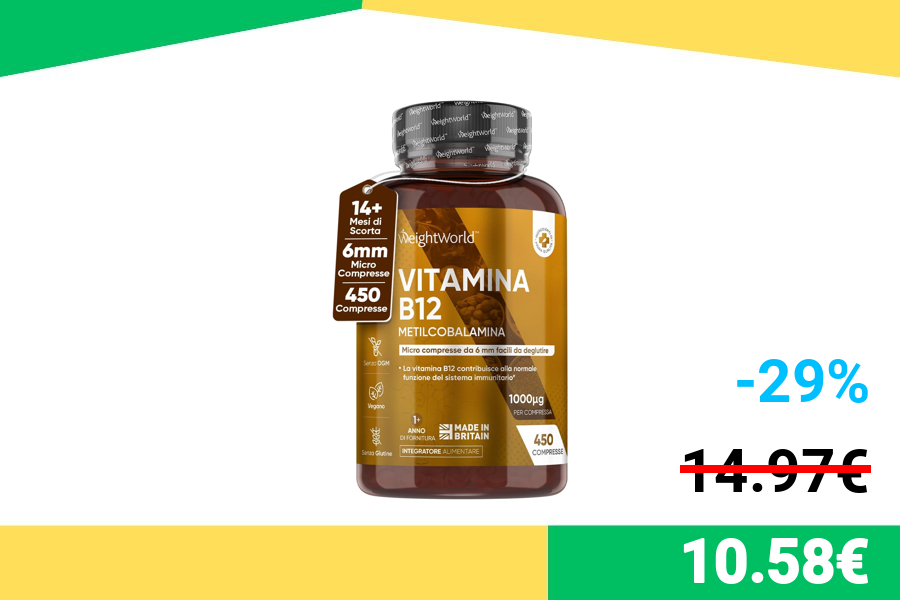 WeightWorld™
WeightWorld
WeightWorld
WeightWorld
14+
Mesi di
Scorta
6mm
Micro
Compresse
450
Compresse
WeightWorld™
VITAMINA
B12
METILCOBALAMINA
Micro compresse da 6 mm facili da deglutire
• La vitamina B12 contribuisce alla normale
funzione del sistema immunitario*
Senza OGM
Vegano
Senza Glutine
1000µg
PER COMPRESSA
1+
ANNO
DI FORNITURA
MADE IN
BRITAIN
450
COMPRESSE
INTEGRATORE ALIMENTARE
-29%
14.97€
10.58€